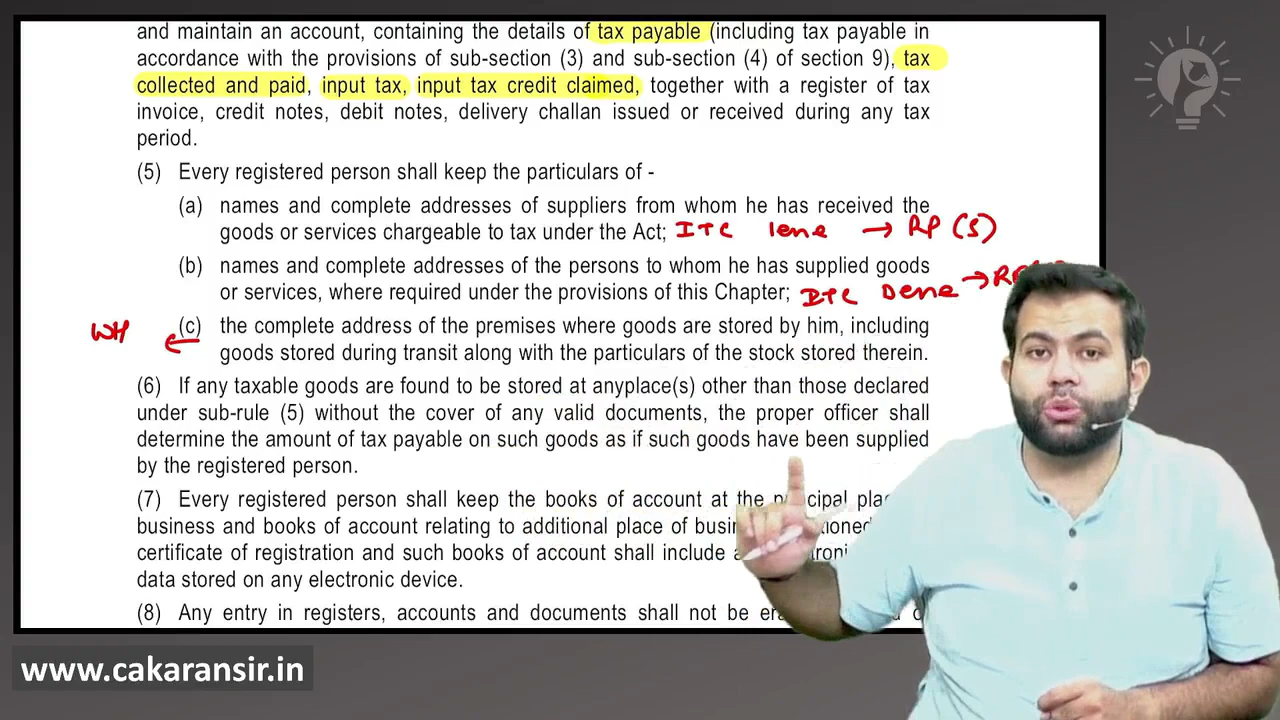 and maintain an account, containing the details of tax payable (including tax payable in
accordance with the provisions of sub-section (3) and sub-section (4) of section 9), tax
collected and paid, input tax, input tax credit claimed, together with a register of tax
invoice, credit notes, debit notes, delivery challan issued or received during any tax
period.
(5) Every registered person shall keep the particulars of -
(a) names and complete addresses of suppliers from whom he has received the
goods or services chargeable to tax under the Act; ITC lene → RP (S)
(b) names and complete addresses of the persons to whom he has supplied goods
or services, where required under the provisions of this Chapter; ITC Dene →
WH ← (c) the complete address of the premises where goods are stored by him, including
goods stored during transit along with the particulars of the stock stored therein.
(6) If any taxable goods are found to be stored at anyplace(s) other than those declared
under sub-rule (5) without the cover of any valid documents, the proper officer shall
determine the amount of tax payable on such goods as if such goods have been supplied
by the registered person.
(7) Every registered person shall keep the books of account at the principal
business and books of account relating to additional place of
certificate of registration and such books of account shall include
data stored on any electronic device.
(8) Any entry in registers, accounts and documents shall not be
www.cakaransir.in